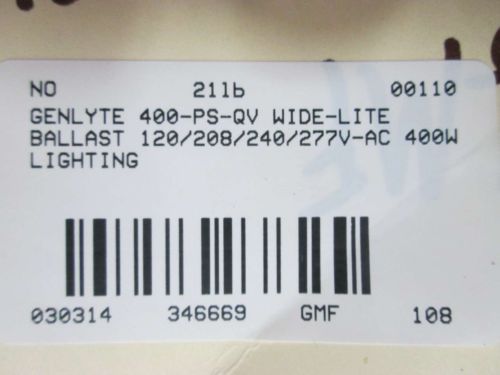 NO 21lb 00110
GENLYTE 400-PS-QV WIDE-LITE
BALLAST 120/208/240/277V-AC 400W
LIGHTING
030314 346669 GMF 108